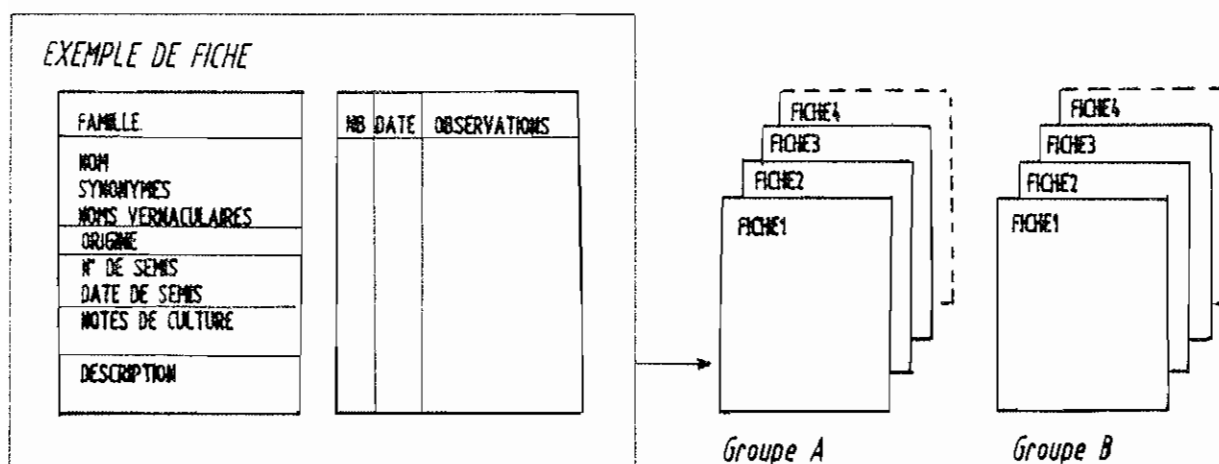 EXEMPLE DE FICHE
FAMILLE
NOM
SYNONYMES
NOMS VERNACULAIRES
ORIGINE
N° DE SEMIS
DATE DE SEMIS
NOTES DE CULTURE
DESCRIPTION
NB DATE OBSERVATIONS
FICHE4
FICHE3
FICHE2
FICHE1
Groupe A
FICHE4
FICHE3
FICHE2
FICHE1
Groupe B